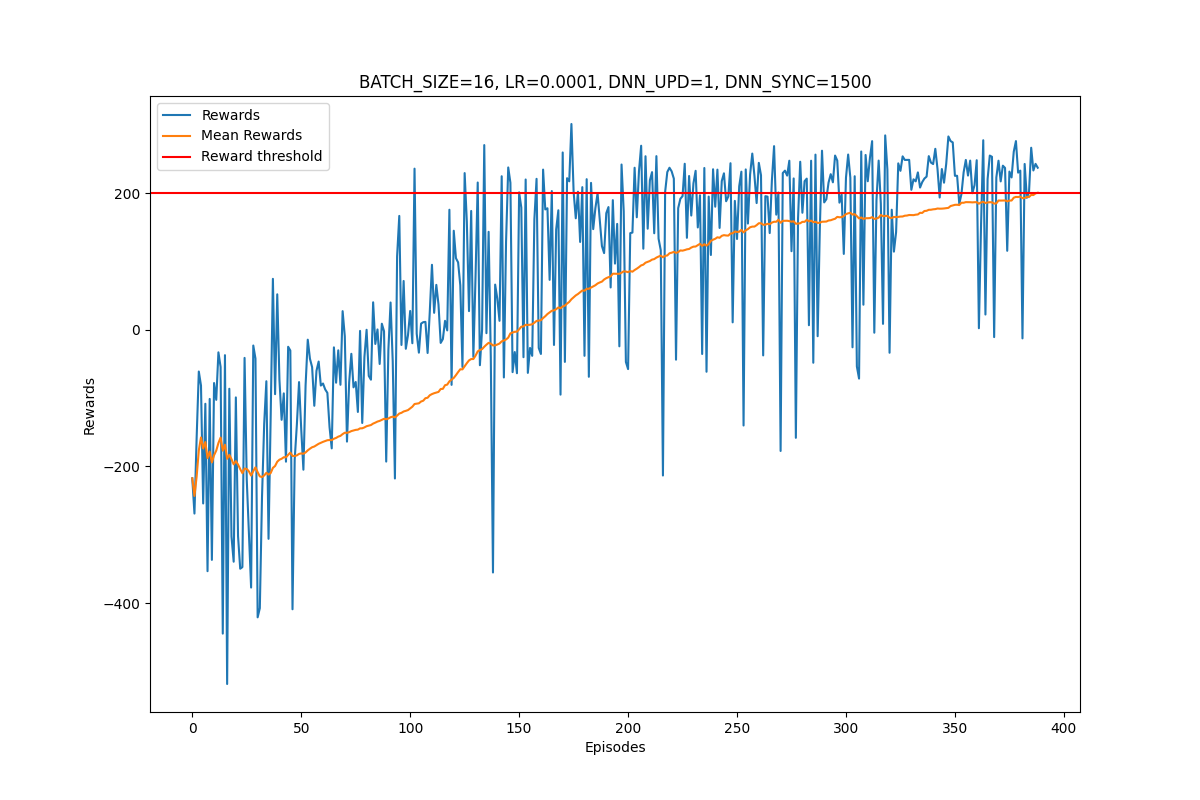 BATCH_SIZE=16, LR=0.0001, DNN_UPD=1, DNN_SYNC=1500
Rewards
Mean Rewards
Reward threshold
200
0
−200
−400
Rewards
0 50 100 150 200 250 300 350 400
Episodes